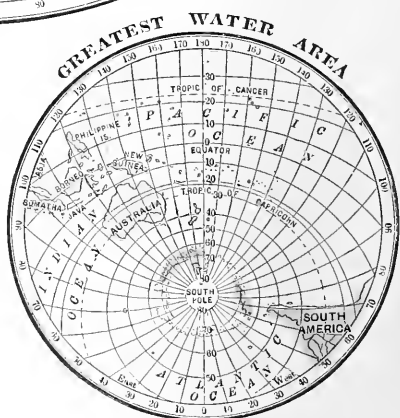 GREATEST WATER AREA
TROPIC OF CANCER
PACIFIC
OCEAN
PHILIPPINE
IS.
ASIA
EQUATOR
BORNEO
NEW
GUINEA
SUMATRA
JAVA
TROPIC OF
CAPRICORN
AUSTRALIA
INDIAN
OCEAN
SOUTH
POLE
SOUTH
AMERICA
ATLANTIC
OCEAN
East
West